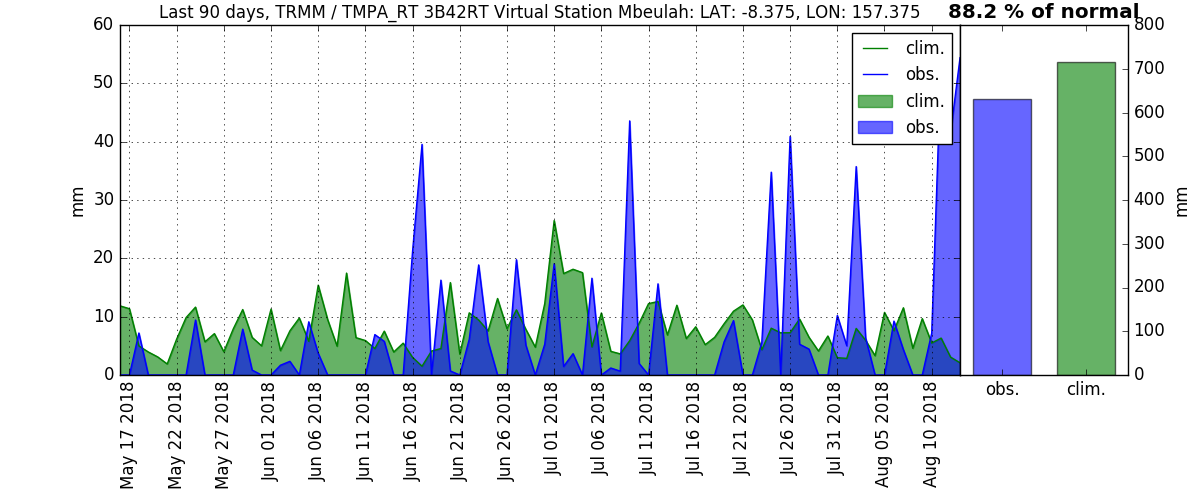 Last 90 days, TRMM / TMPA_RT 3B42RT Virtual Station Mbeulah: LAT: -8.375, LON: 157.375
88.2 % of normal
60
50
40
30
20
10
0
mm
clim.
obs.
clim.
obs.
800
700
600
500
400
300
200
100
0
mm
obs.
clim.
May 17 2018
May 22 2018
May 27 2018
Jun 01 2018
Jun 06 2018
Jun 11 2018
Jun 16 2018
Jun 21 2018
Jun 26 2018
Jul 01 2018
Jul 06 2018
Jul 11 2018
Jul 16 2018
Jul 21 2018
Jul 26 2018
Jul 31 2018
Aug 05 2018
Aug 10 2018